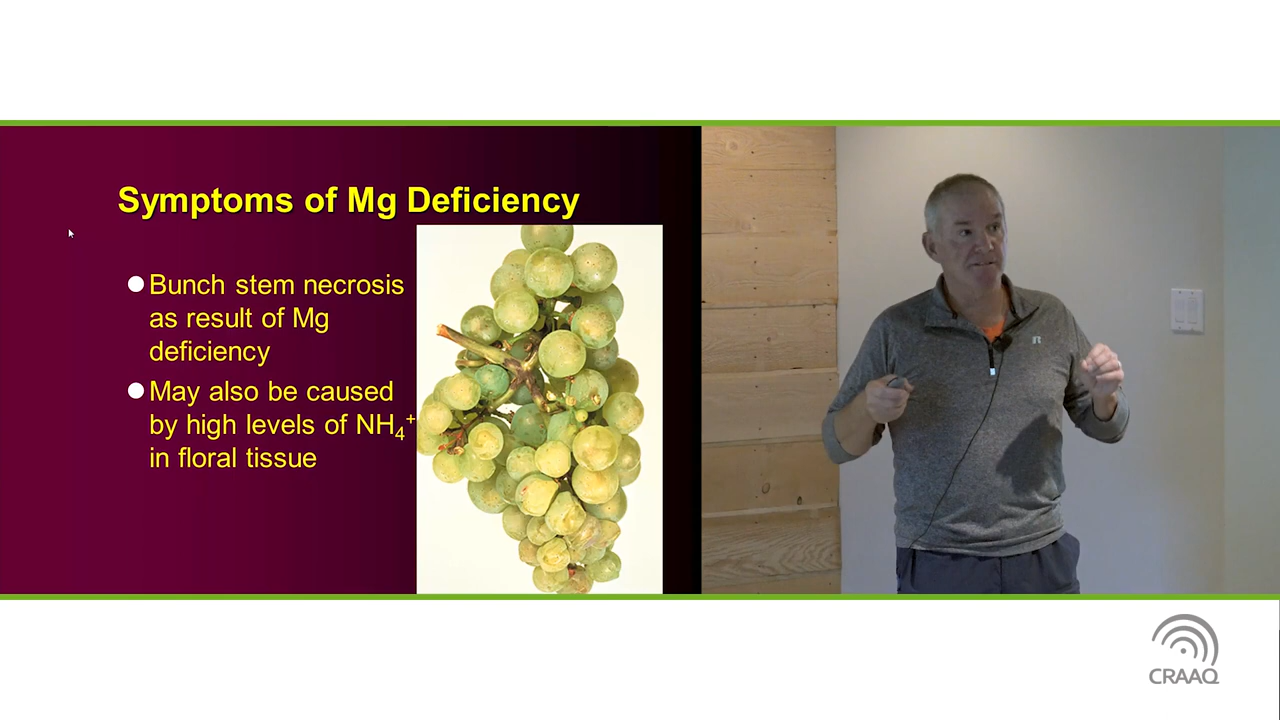 Symptoms of Mg Deficiency
Bunch stem necrosis
as result of Mg
deficiency
May also be caused
by high levels of NH₄⁺
in floral tissue
CRAAQ